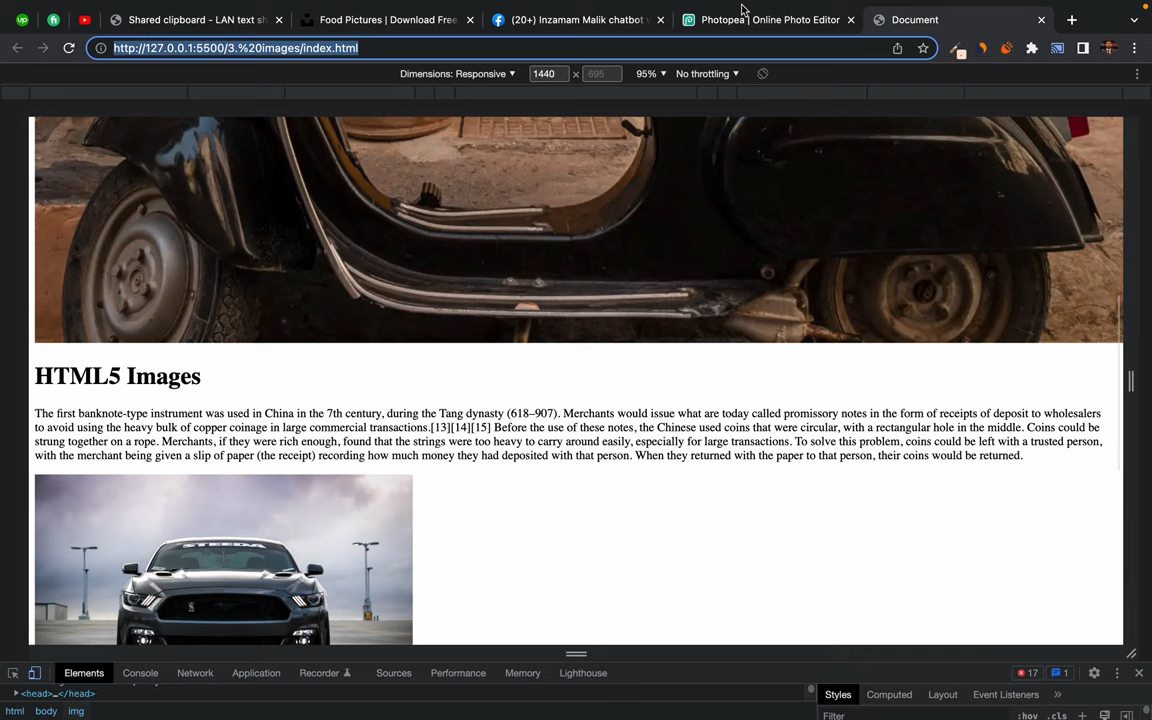 Shared clipboard - LAN text sh
Food Pictures | Download Free
(20+) Inzamam Malik chatbot
Photopea | Online Photo Editor
Document
http://127.0.0.1:5500/3.%20images/index.html
Dimensions: Responsive 1440 × 695 95% No throttling
HTML5 Images
The first banknote-type instrument was used in China in the 7th century, during the Tang dynasty (618–907). Merchants would issue what are today called promissory notes in the form of receipts of deposit to wholesalers
to avoid using the heavy bulk of copper coinage in large commercial transactions.[13][14][15] Before the use of these notes, the Chinese used coins that were circular, with a rectangular hole in the middle. Coins could be
strung together on a rope. Merchants, if they were rich enough, found that the strings were too heavy to carry around easily, especially for large transactions. To solve this problem, coins could be left with a trusted person,
with the merchant being given a slip of paper (the receipt) recording how much money they had deposited with that person. When they returned with the paper to that person, their coins would be returned.
Elements Console Network Application Recorder Sources Performance Memory Lighthouse 17 1
<head>…</head>
Styles Computed Layout Event Listeners »
html body img
Filter :hov .cls +